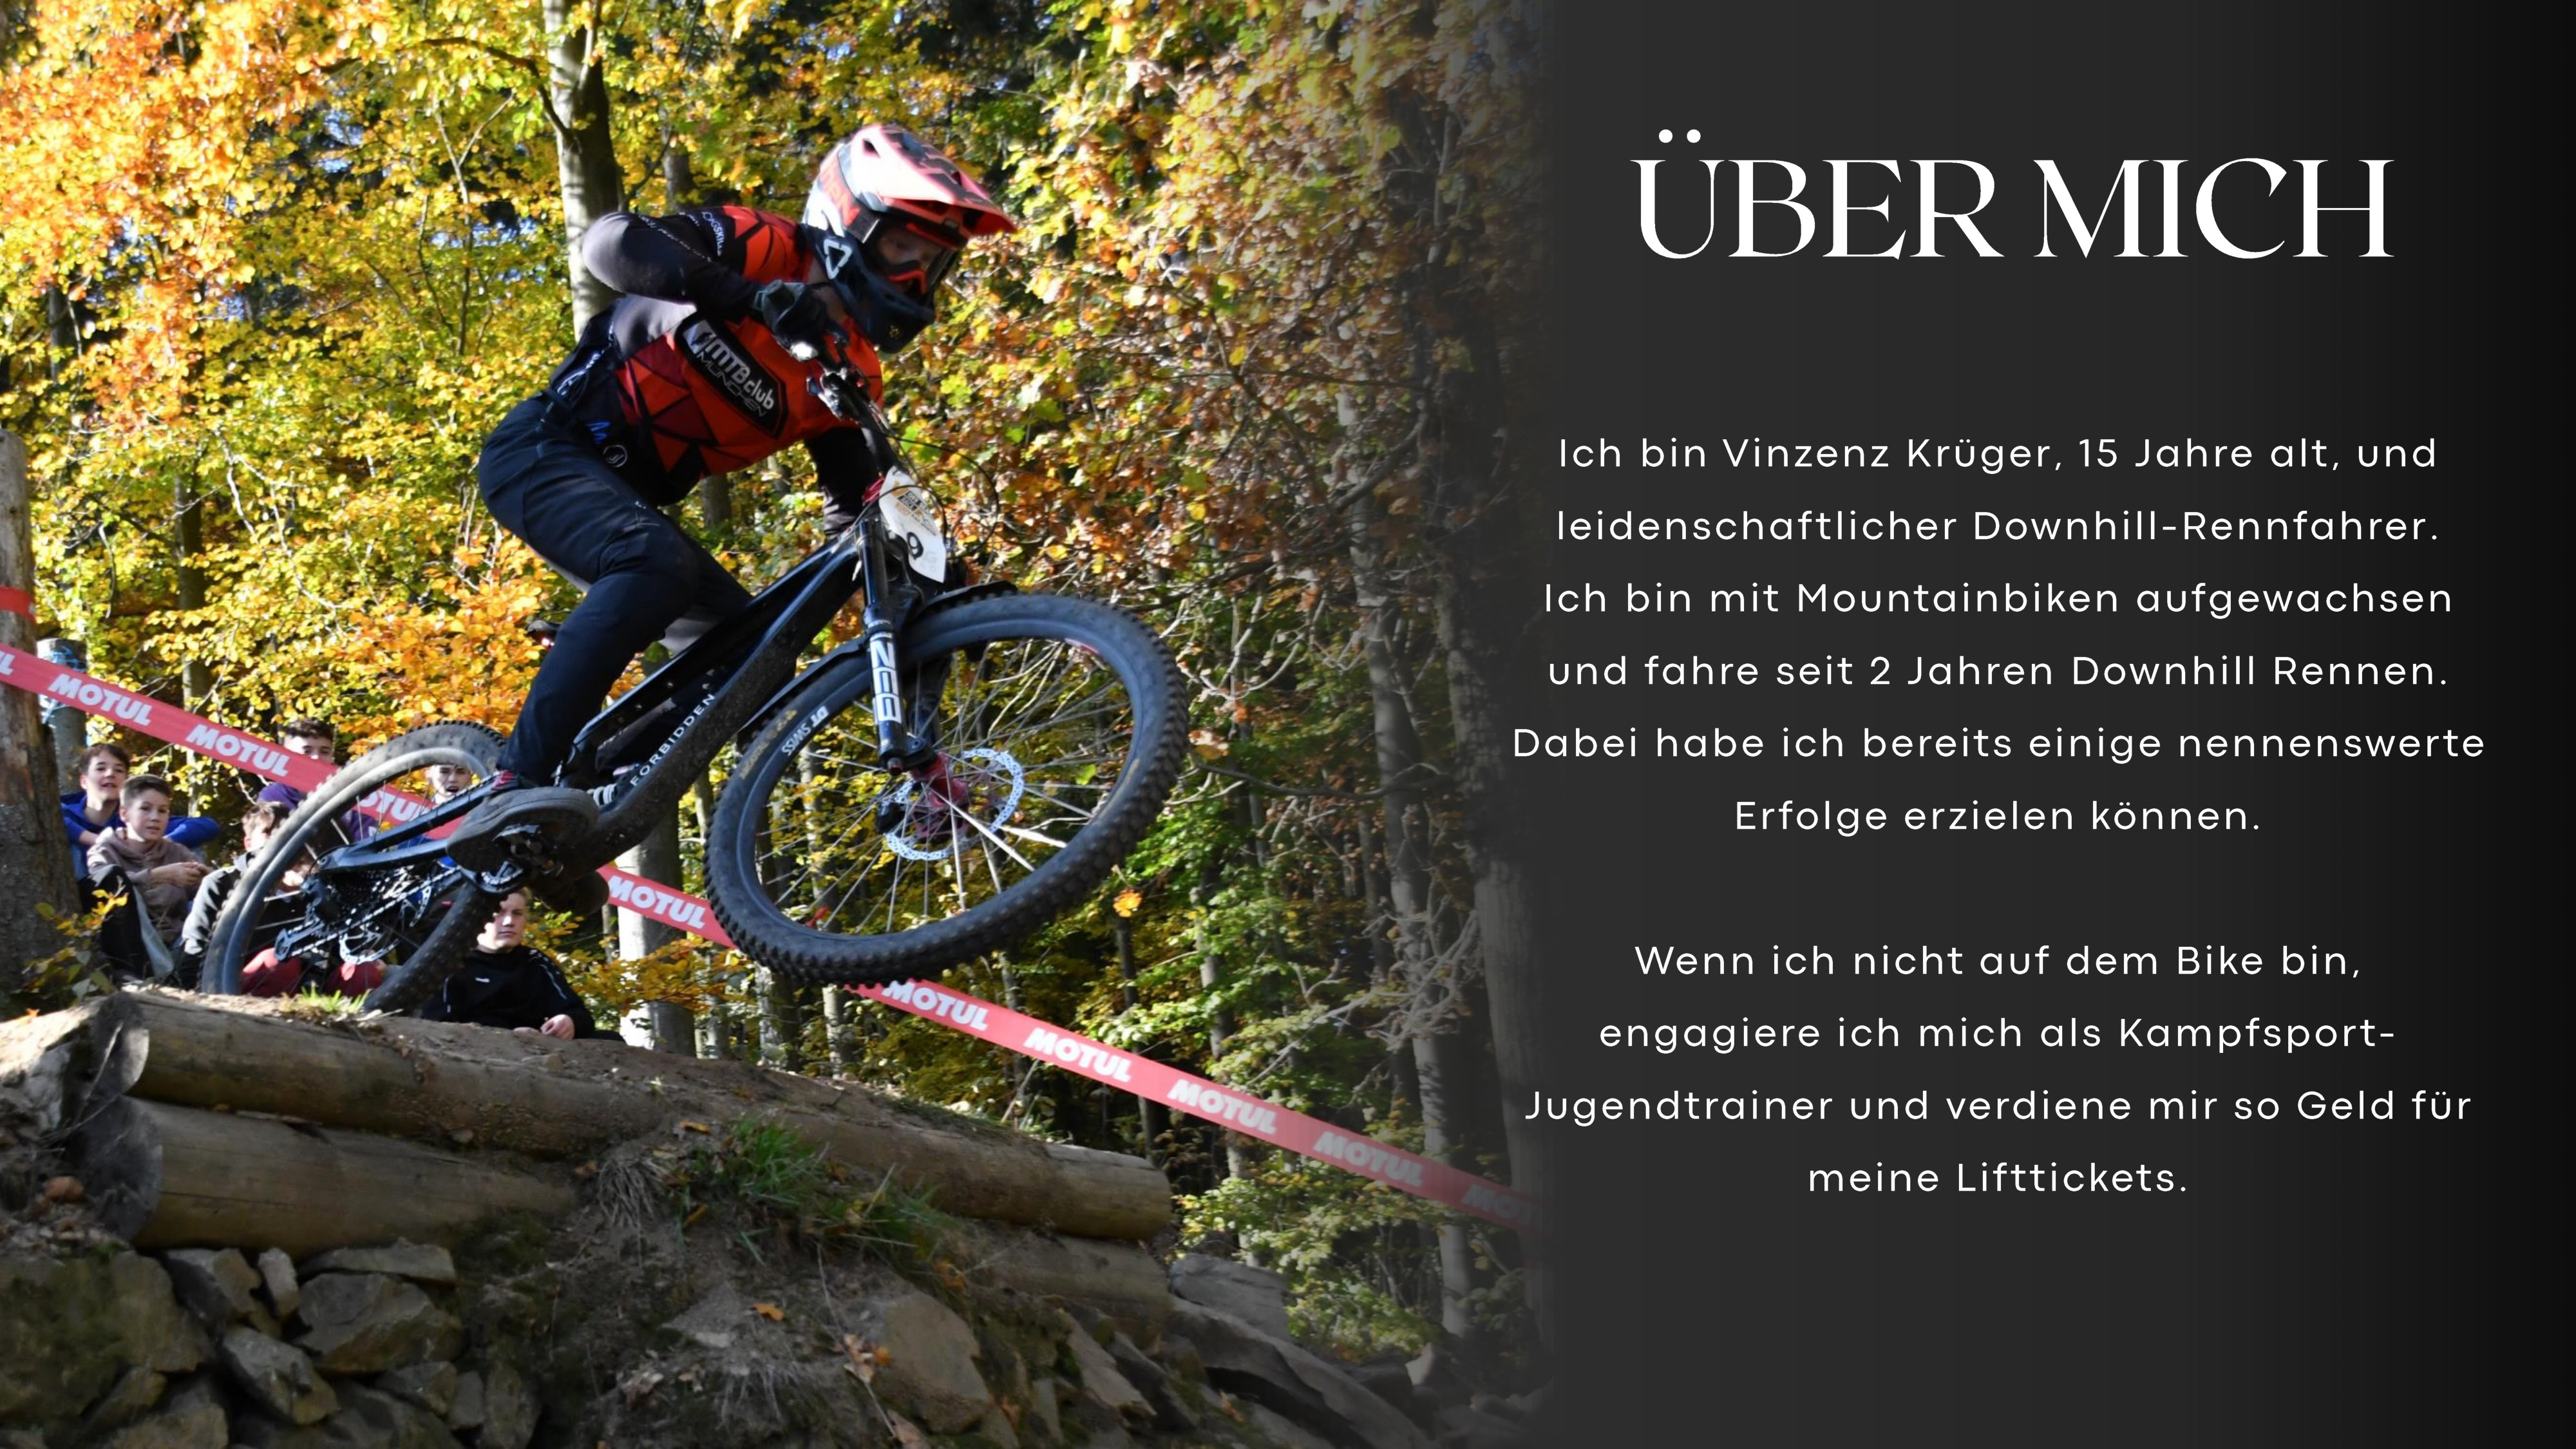 ÜBER MICH
Ich bin Vinzenz Krüger, 15 Jahre alt, und
leidenschaftlicher Downhill-Rennfahrer.
Ich bin mit Mountainbiken aufgewachsen
und fahre seit 2 Jahren Downhill Rennen.
Dabei habe ich bereits einige nennenswerte
Erfolge erzielen können.
Wenn ich nicht auf dem Bike bin,
engagiere ich mich als Kampfsport-
Jugendtrainer und verdiene mir so Geld für
meine Lifttickets.
MTBclub
MÜNCHEN
9
DT SWISS
FORBIDDEN
MOTUL
MOTUL
MOTUL
MOTUL
MOTUL
MOTUL
MOTUL